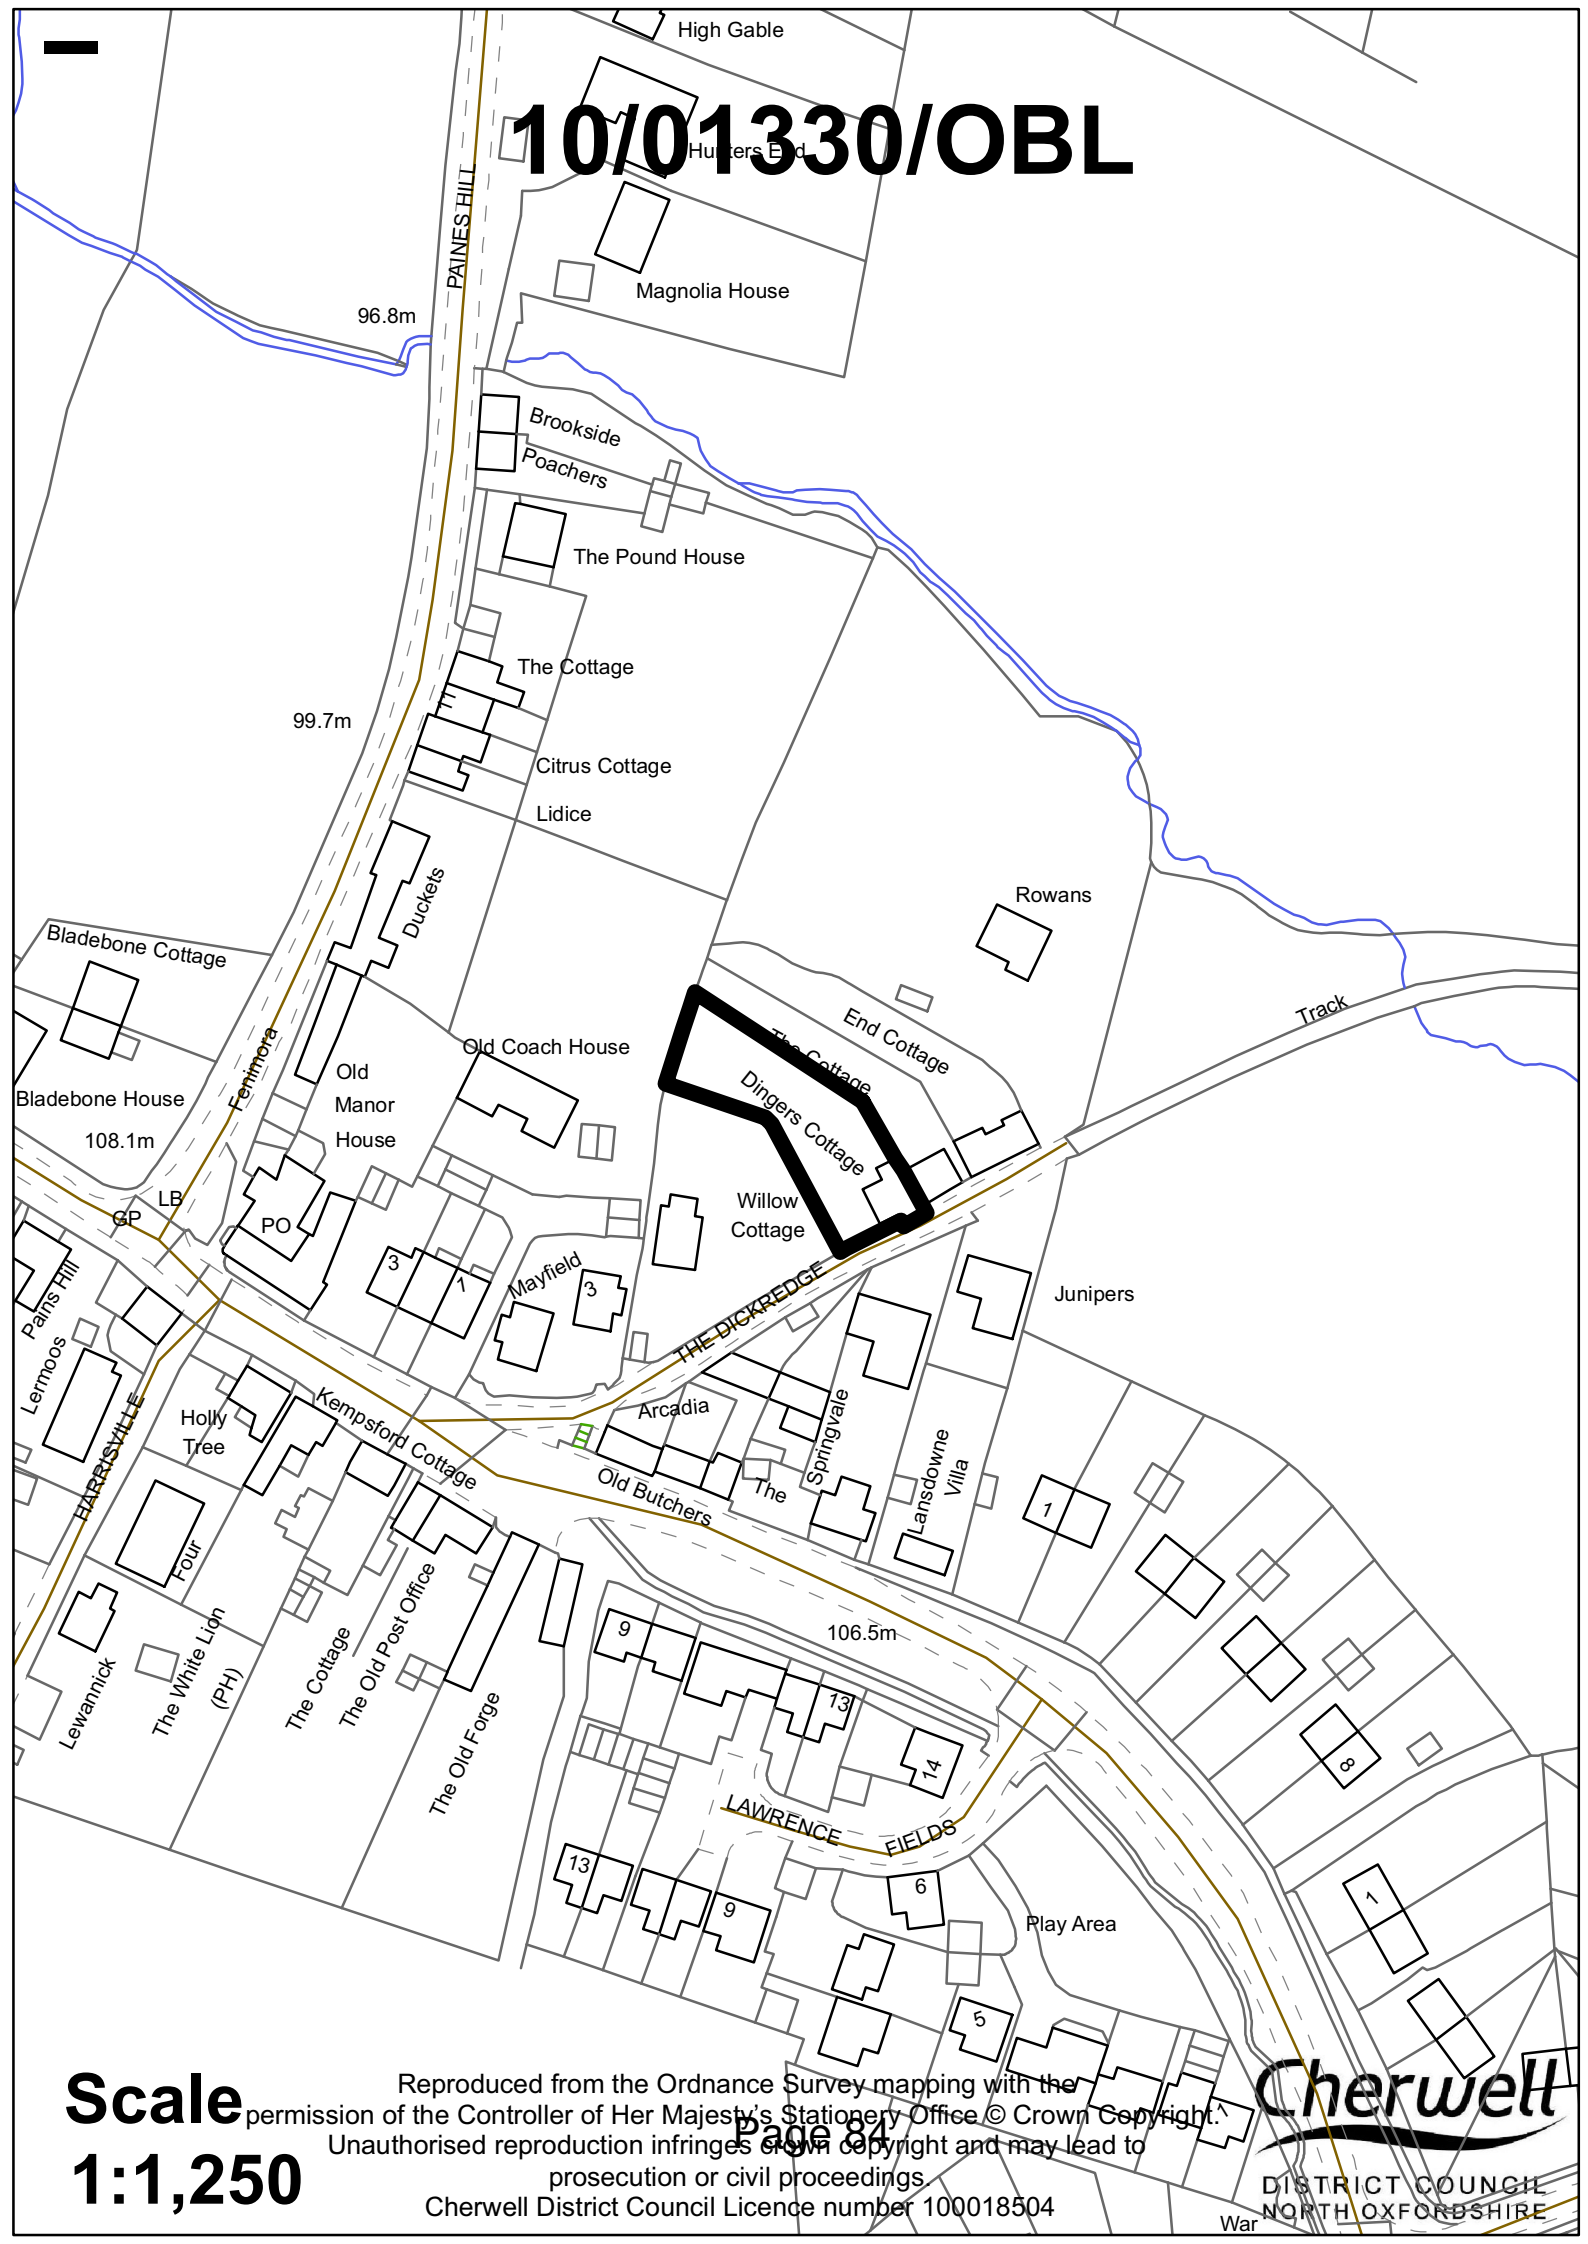 High Gable
10/01330/OBL
Hunters End
PAINES HILL
Magnolia House
96.8m
Brookside
Poachers
The Pound House
The Cottage
11
99.7m
Citrus Cottage
Lidice
Duckets
Rowans
Bladebone Cottage
Track
End Cottage
The Cottage
Dingers Cottage
Old Coach House
Fenimora
Old
Manor
House
Bladebone House
108.1m
LB
GP
PO
Willow
Cottage
3
7
Mayfield
3
THE DICKREDGE
Junipers
Pains Hill
Lermoos
HARRISVILLE
Holly
Tree
Kempsford Cottage
Arcadia
Springvale
Old Butchers
The
Lansdowne
Villa
1
Four
The Old Post Office
The Cottage
The White Lion
(PH)
Lewannick
The Old Forge
9
106.5m
13
14
8
LAWRENCE
FIELDS
13
9
6
Play Area
1
5
7
Scale
1:1,250
Reproduced from the Ordnance Survey mapping with the
permission of the Controller of Her Majesty's Stationery Office © Crown Copyright.
Page 84
Unauthorised reproduction infringes crown copyright and may lead to
prosecution or civil proceedings.
Cherwell District Council Licence number 100018504
Cherwell
DISTRICT COUNCIL
NORTH OXFORDSHIRE
War